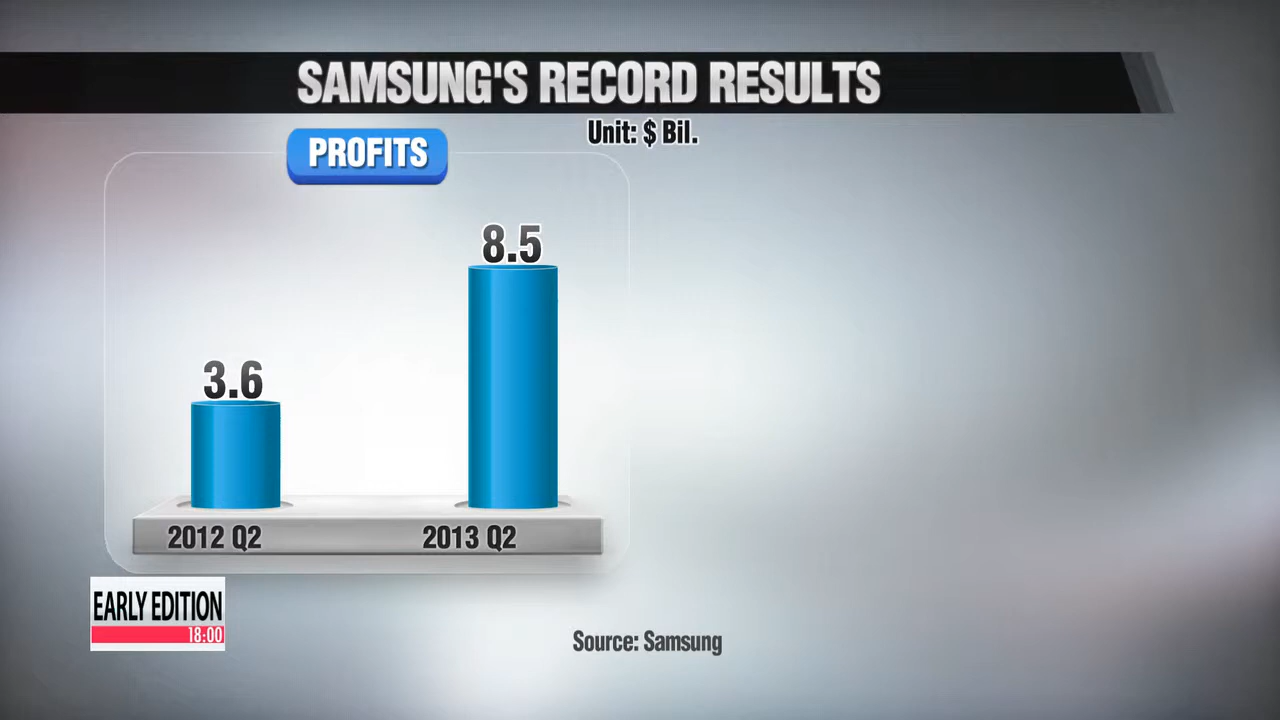 SAMSUNG'S RECORD RESULTS
Unit: $ Bil.
PROFITS
8.5
3.6
2012 Q2 2013 Q2
EARLY EDITION
18:00
Source: Samsung